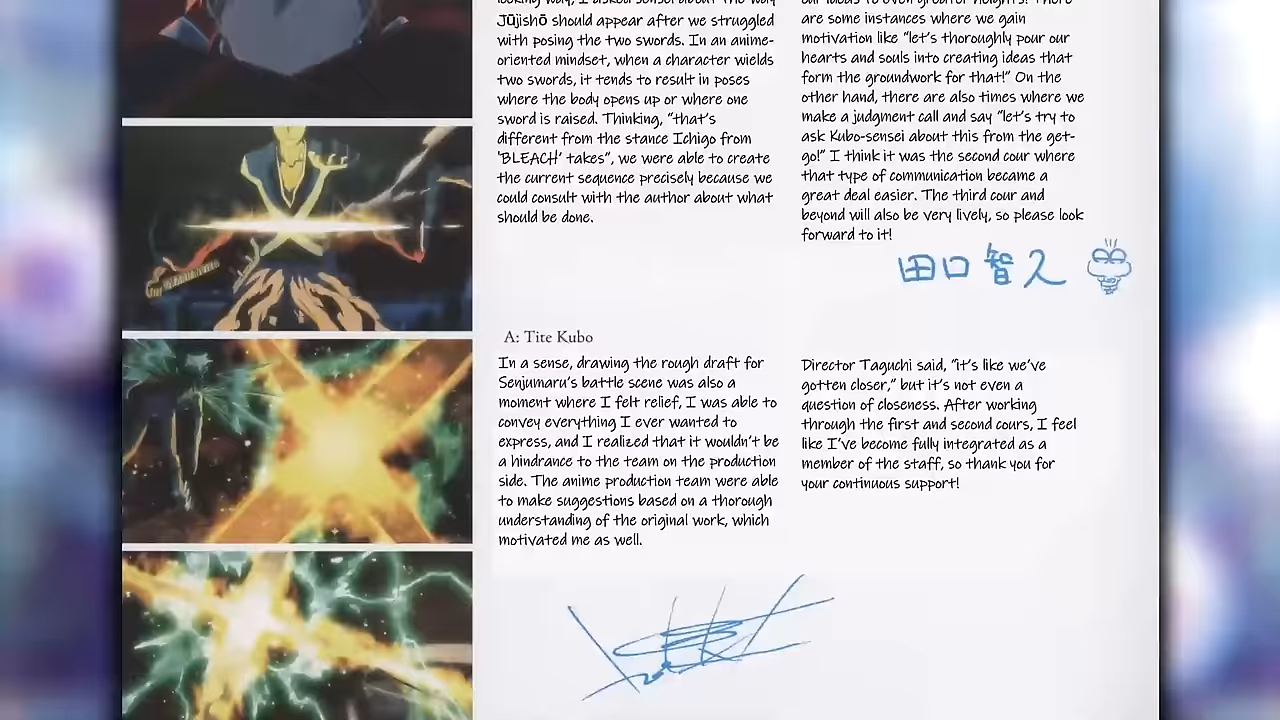 Jūjishō should appear after we struggled
with posing the two swords. In an anime-
oriented mindset, when a character wields
two swords, it tends to result in poses
where the body opens up or where one
sword is raised. Thinking, “that’s
different from the stance Ichigo from
‘BLEACH’ takes”, we were able to create
the current sequence precisely because we
could consult with the author about what
should be done.
our ideas to even greater heights! There
are some instances where we gain
motivation like “let’s thoroughly pour our
hearts and souls into creating ideas that
form the groundwork for that!” On the
other hand, there are also times where we
make a judgment call and say “let’s try to
ask Kubo-sensei about this from the get-
go!” I think it was the second cour where
that type of communication became a
great deal easier. The third cour and
beyond will also be very lively, so please look
forward to it!
田口智久
A: Tite Kubo
In a sense, drawing the rough draft for
Senjumaru’s battle scene was also a
moment where I felt relief, I was able to
convey everything I ever wanted to
express, and I realized that it wouldn’t be
a hindrance to the team on the production
side. The anime production team were able
to make suggestions based on a thorough
understanding of the original work, which
motivated me as well.
Director Taguchi said, “it’s like we’ve
gotten closer,” but it’s not even a
question of closeness. After working
through the first and second cours, I feel
like I’ve become fully integrated as a
member of the staff, so thank you for
your continuous support!